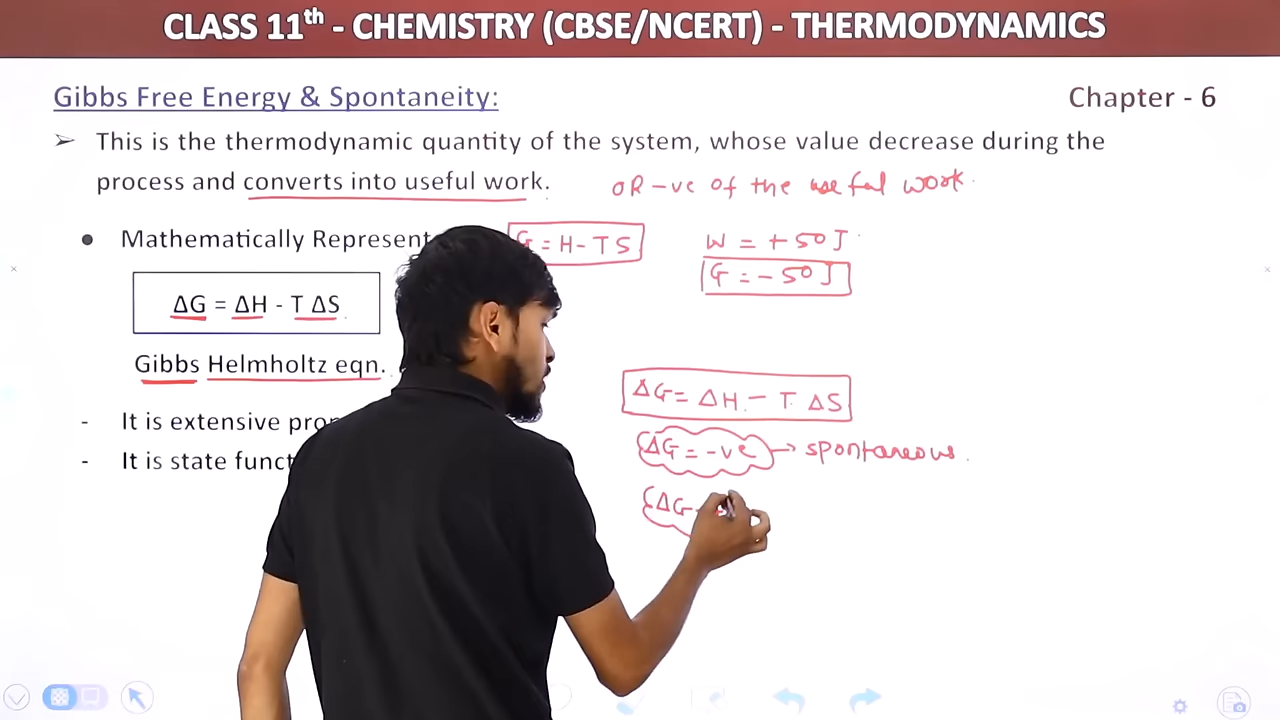 CLASS 11th - CHEMISTRY (CBSE/NCERT) - THERMODYNAMICS
Gibbs Free Energy & Spontaneity:
Chapter - 6
➢ This is the thermodynamic quantity of the system, whose value decrease during the
process and converts into useful work. OR -ve of the useful work.
• Mathematically Represent
G = H - T S
W = + 50 J
G = - 50 J
ΔG = ΔH - T ΔS
Gibbs Helmholtz eqn.
ΔG = ΔH - T ΔS
- It is extensive
ΔG = -ve → spontaneous.
- It is state
ΔG